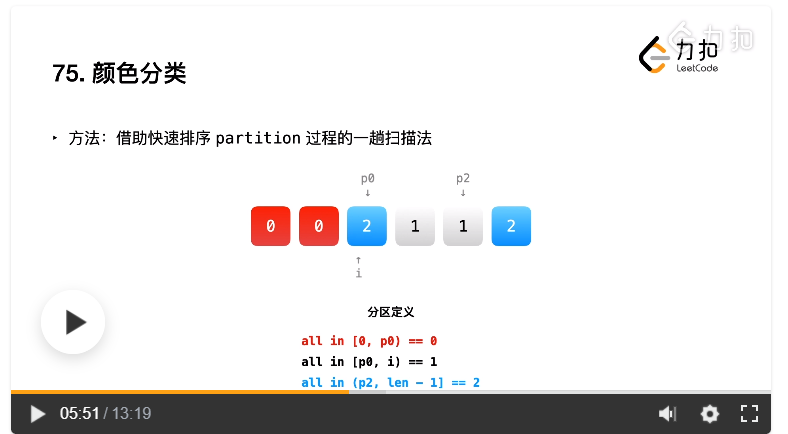 力扣
力扣
LeetCode
75. 颜色分类
‣ 方法：借助快速排序 partition 过程的一趟扫描法
p0 p2
↓ ↓
0 0 2 1 1 2
↑
i
分区定义
all in [0, p0) == 0
all in [p0, i) == 1
all in (p2, len - 1] == 2
05:51 / 13:19